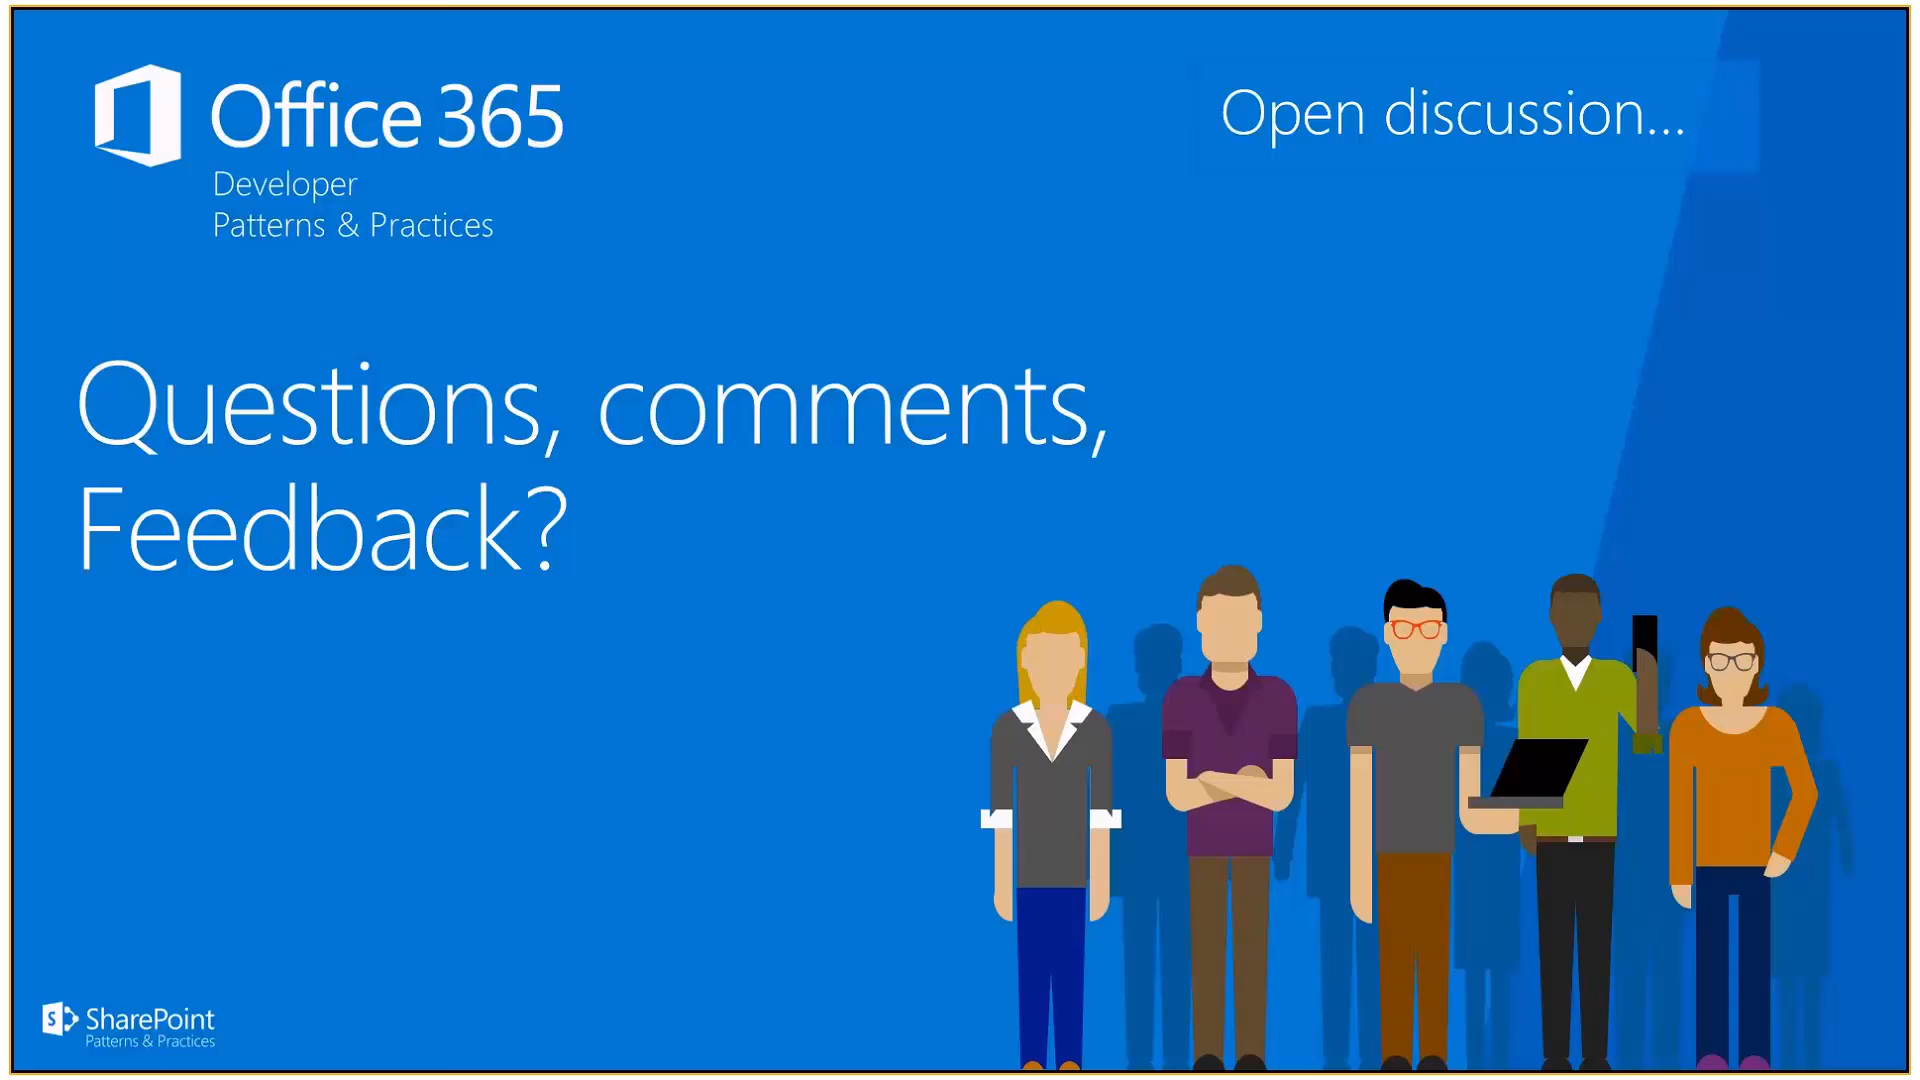 Office 365
Developer
Patterns & Practices
Open discussion...
Questions, comments,
Feedback?
S
SharePoint
Patterns & Practices